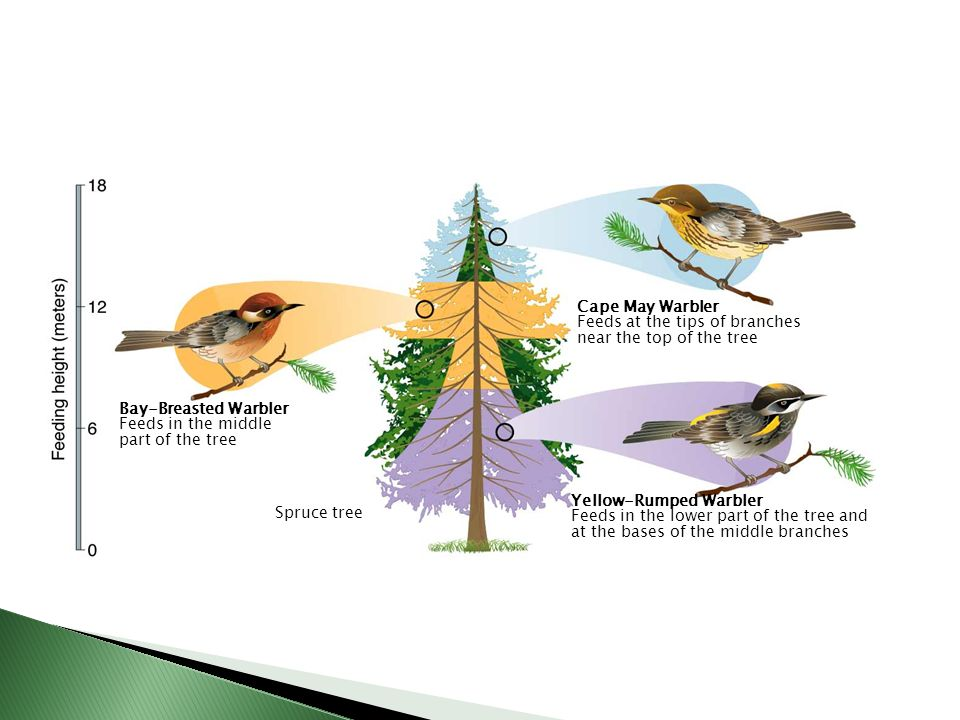 Feeding height (meters)
18
12
6
0
Cape May Warbler
Feeds at the tips of branches
near the top of the tree
Bay-Breasted Warbler
Feeds in the middle
part of the tree
Yellow-Rumped Warbler
Feeds in the lower part of the tree and
at the bases of the middle branches
Spruce tree